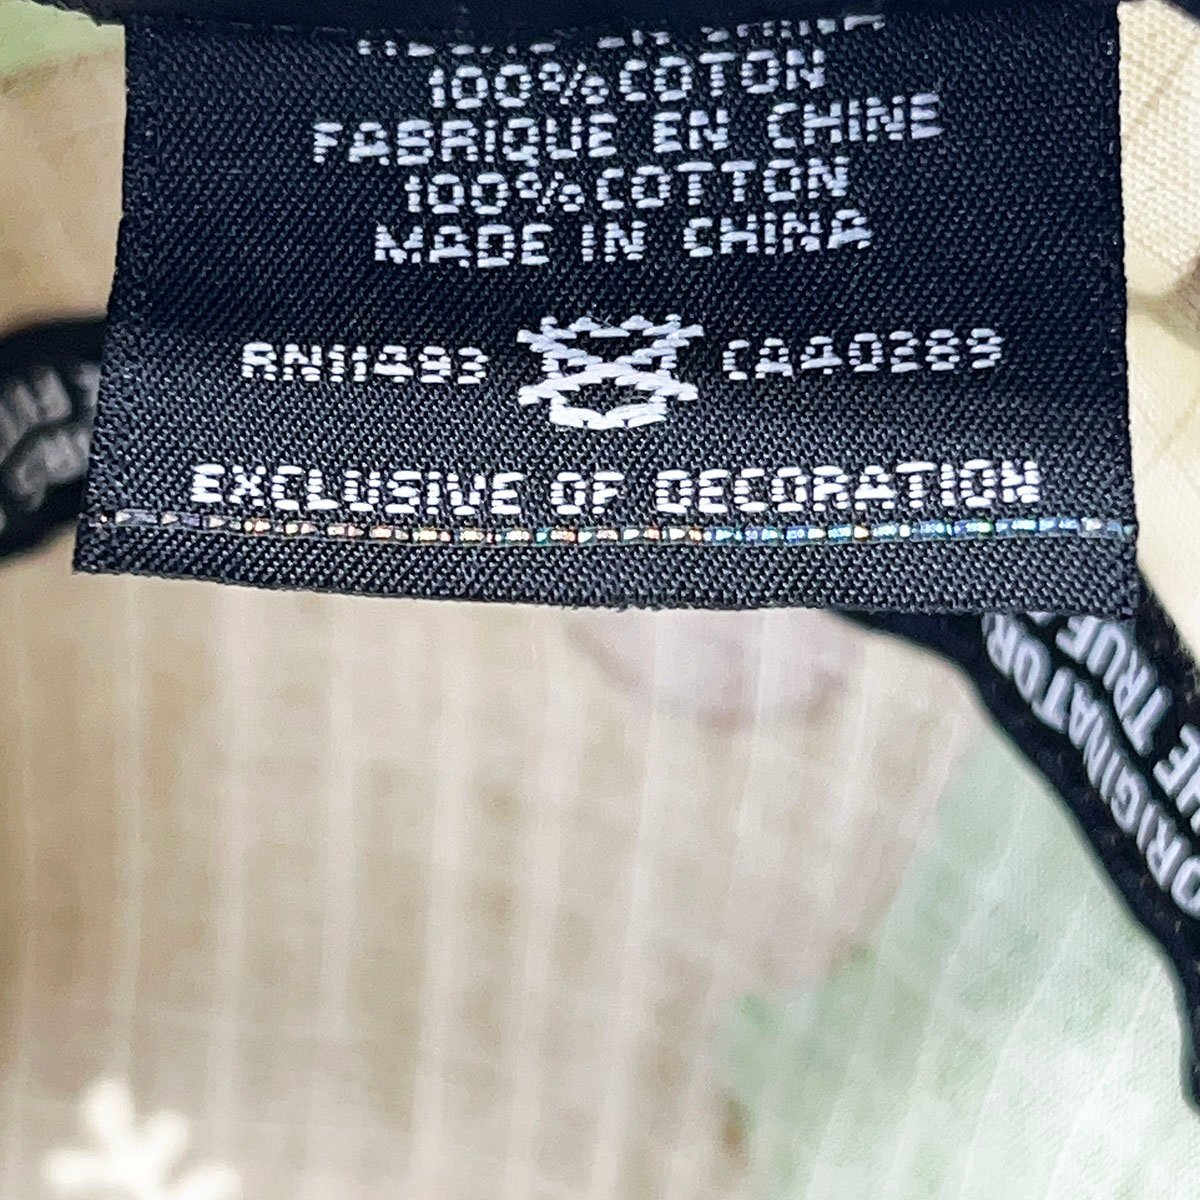 100%COTON
FABRIQUE EN CHINE
100%COTTON
MADE IN CHINA
RN11493 CA40289
EXCLUSIVE OF DECORATION
ORIGINATOR
THE TRUE